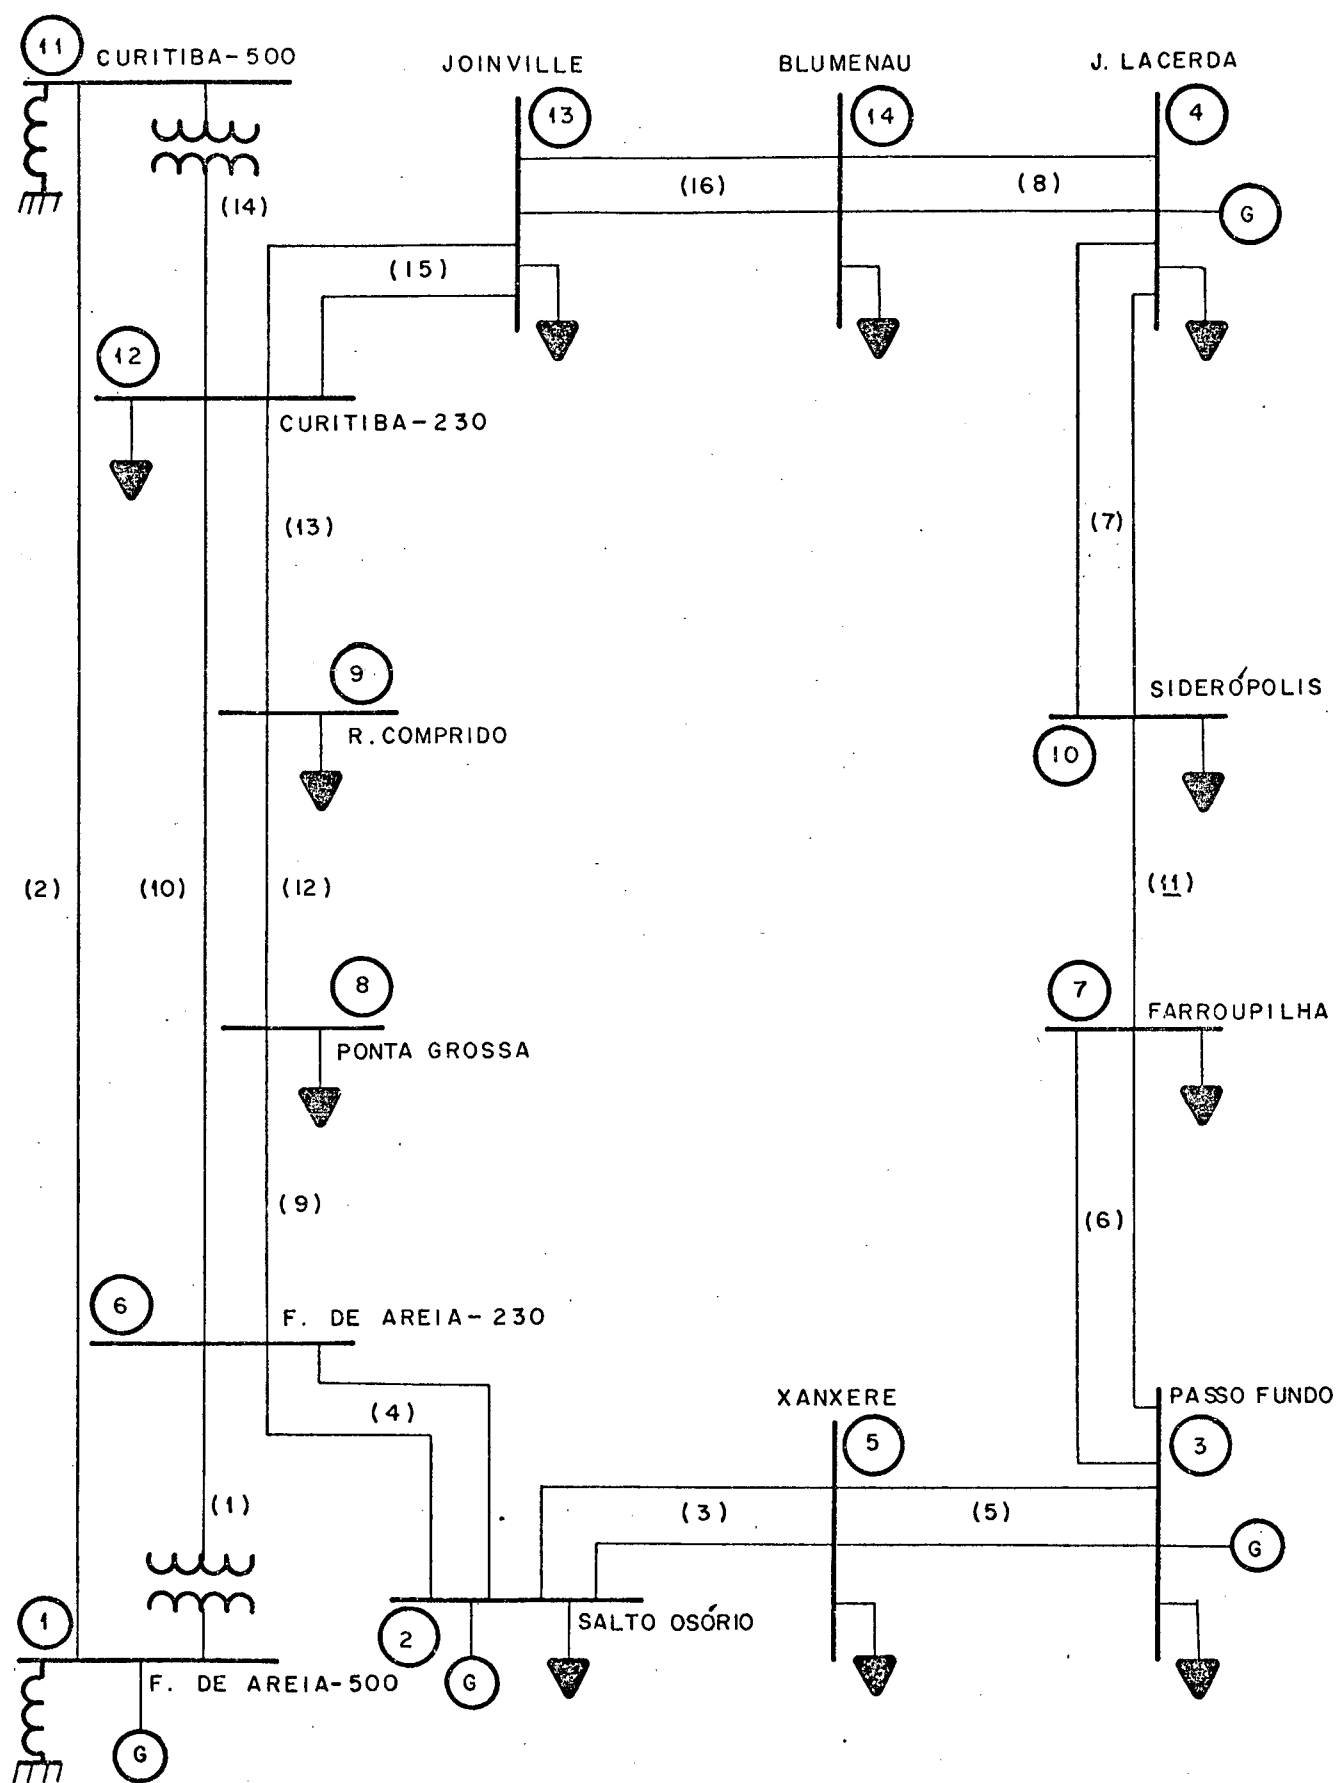 11
CURITIBA-500
JOINVILLE
BLUMENAU
J. LACERDA
13
14
4
(14)
(16)
(8)
G
(15)
12
CURITIBA-230
(13)
(7)
9
R. COMPRIDO
SIDERÓPOLIS
10
(2)
(10)
(12)
(11)
8
PONTA GROSSA
7
FARROUPILHA
(9)
(6)
6
F. DE AREIA-230
(4)
XANXERE
5
PASSO FUNDO
3
(1)
(3)
(5)
G
1
2
SALTO OSÓRIO
F. DE AREIA-500
G
G